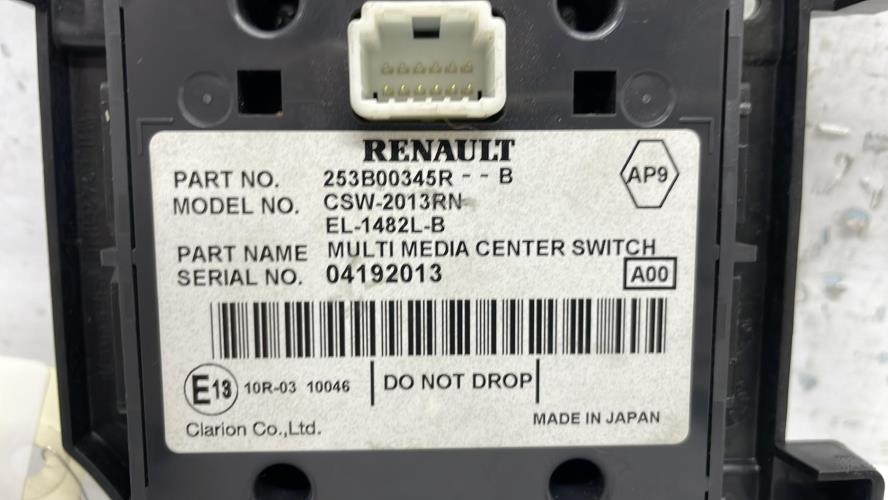 RENAULT
PART NO. 253B00345R - - B
AP9
MODEL NO. CSW-2013RN
EL-1482L-B
PART NAME MULTI MEDIA CENTER SWITCH
SERIAL NO. 04192013
A00
E13 10R-03 10046 DO NOT DROP
Clarion Co.,Ltd. MADE IN JAPAN